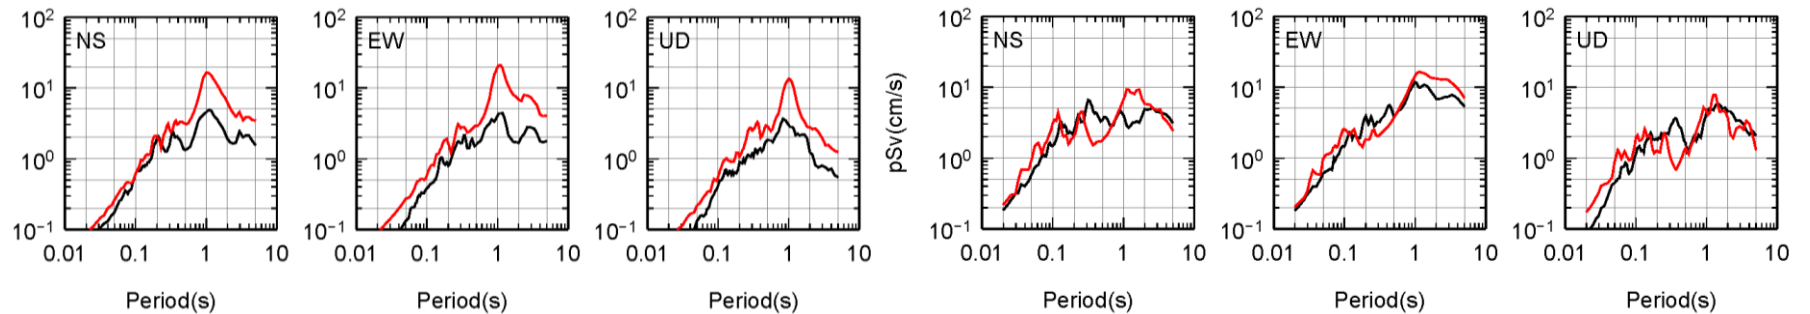 10² 10² 10² 10² 10² 10²
NS EW UD NS EW UD
10¹ 10¹ 10¹ 10¹ 10¹ 10¹
pSv(cm/s)
10⁰ 10⁰ 10⁰ 10⁰ 10⁰ 10⁰
10⁻¹ 10⁻¹ 10⁻¹ 10⁻¹ 10⁻¹ 10⁻¹
0.01 0.1 1 10 0.01 0.1 1 10 0.01 0.1 1 10 0.01 0.1 1 10 0.01 0.1 1 10 0.01 0.1 1 10
Period(s) Period(s) Period(s) Period(s) Period(s) Period(s)